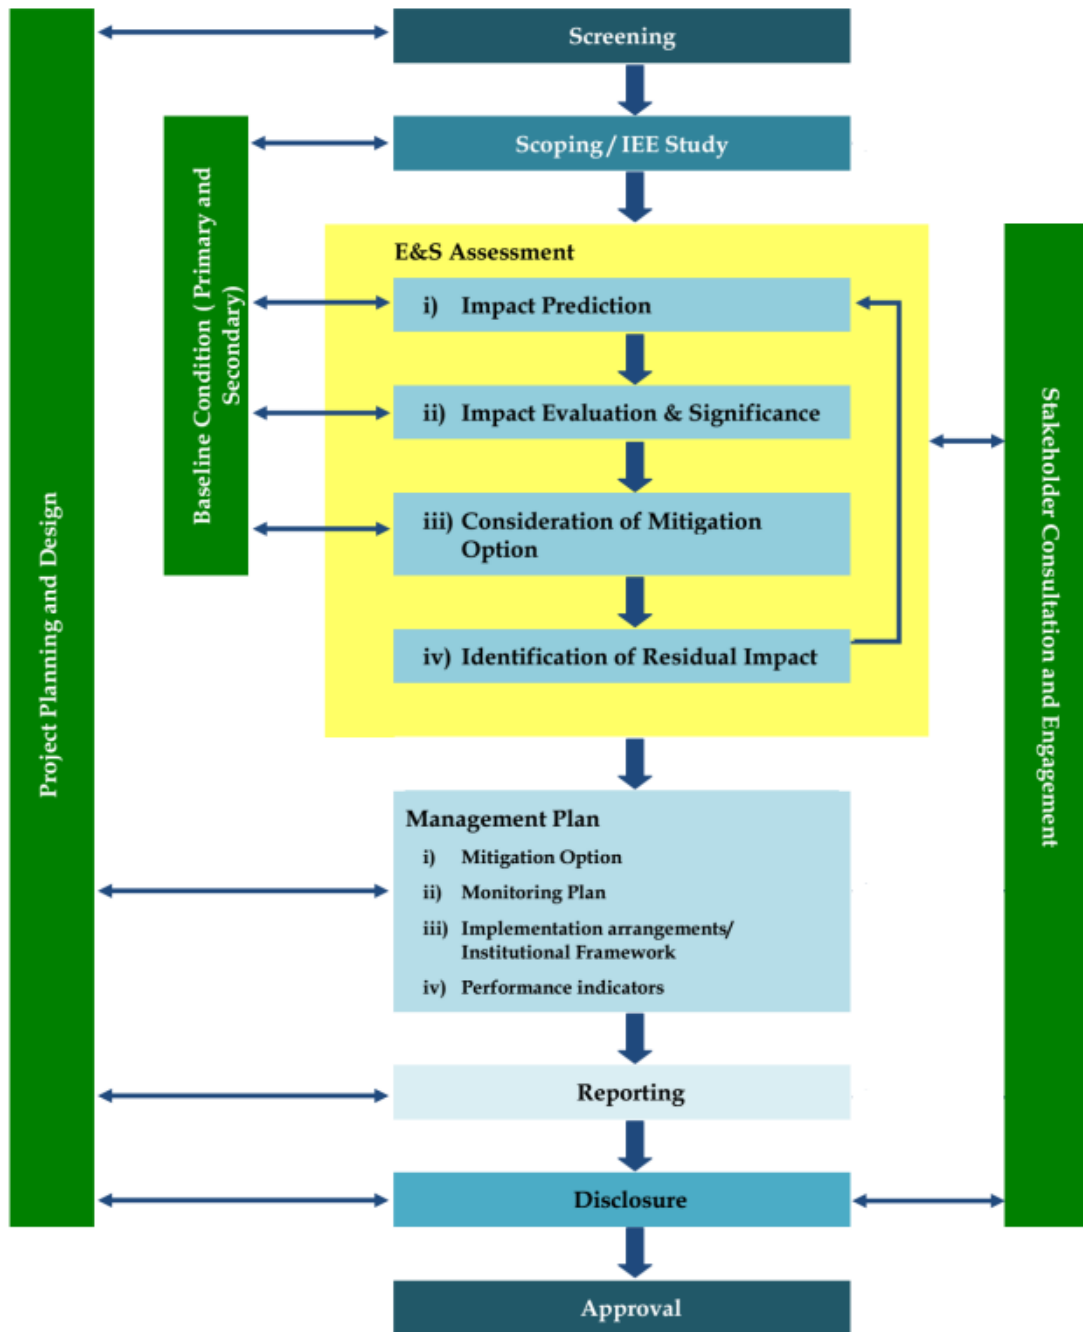 Screening
Scoping / IEE Study
E&S Assessment
i) Impact Prediction
ii) Impact Evaluation & Significance
iii) Consideration of Mitigation
Option
iv) Identification of Residual Impact
Management Plan
i) Mitigation Option
ii) Monitoring Plan
iii) Implementation arrangements/
Institutional Framework
iv) Performance indicators
Reporting
Disclosure
Approval
Project Planning and Design
Baseline Condition ( Primary and
Secondary)
Stakeholder Consultation and Engagement